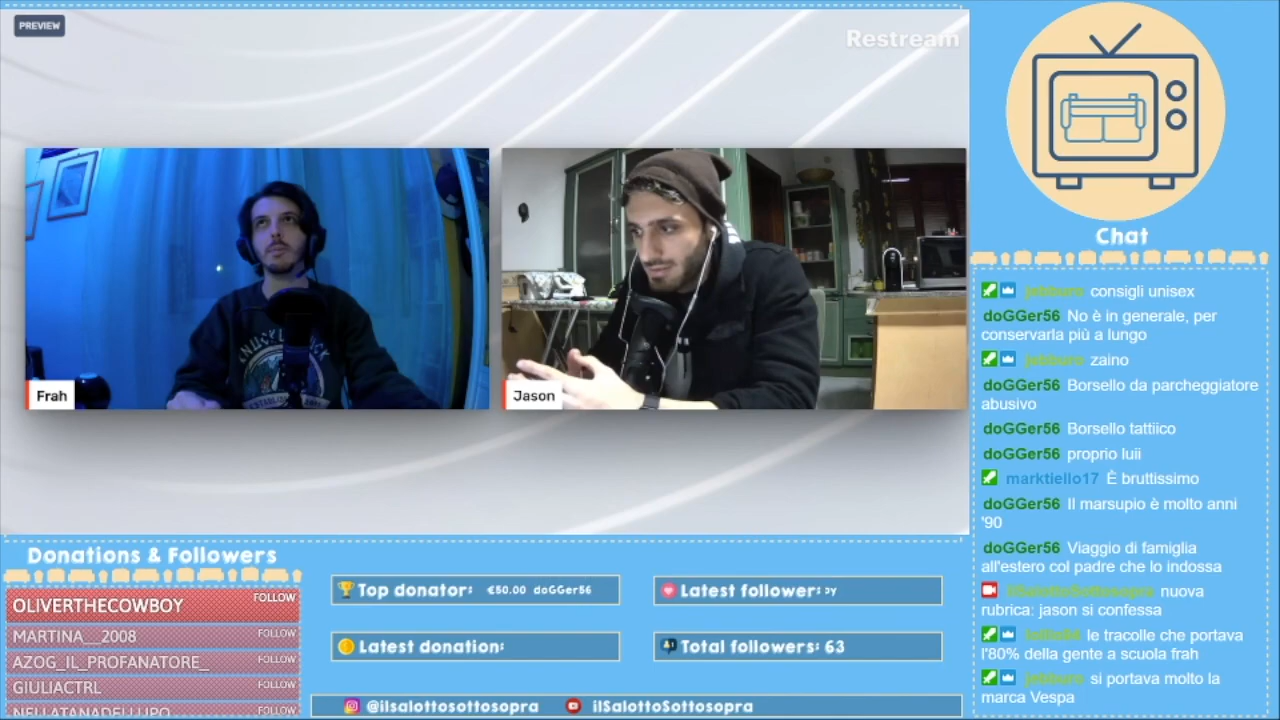 PREVIEW
Restream
Frah
Jason
Chat
consigli unisex
doGGer56 No è in generale, per
conservarla più a lungo
zaino
doGGer56 Borsello da parcheggiatore
abusivo
doGGer56 Borsello tattiico
doGGer56 proprio luii
marktiello17 È bruttissimo
doGGer56 Il marsupio è molto anni
'90
doGGer56 Viaggio di famiglia
all'estero col padre che lo indossa
ilSalottoSottosopra nuova
rubrica: jason si confessa
le tracolle che portava
l'80% della gente a scuola frah
si portava molto la
marca Vespa
Donations & Followers
OLIVERTHECOWBOY FOLLOW
MARTINA__2008 FOLLOW
AZOG_IL_PROFANATORE_ FOLLOW
GIULIACTRL FOLLOW
NELLATANADELLUPO FOLLOW
Top donator: €50.00 doGGer56
Latest follower:
Latest donation:
Total followers: 63
@ilsalottosottosopra
ilSalottoSottosopra